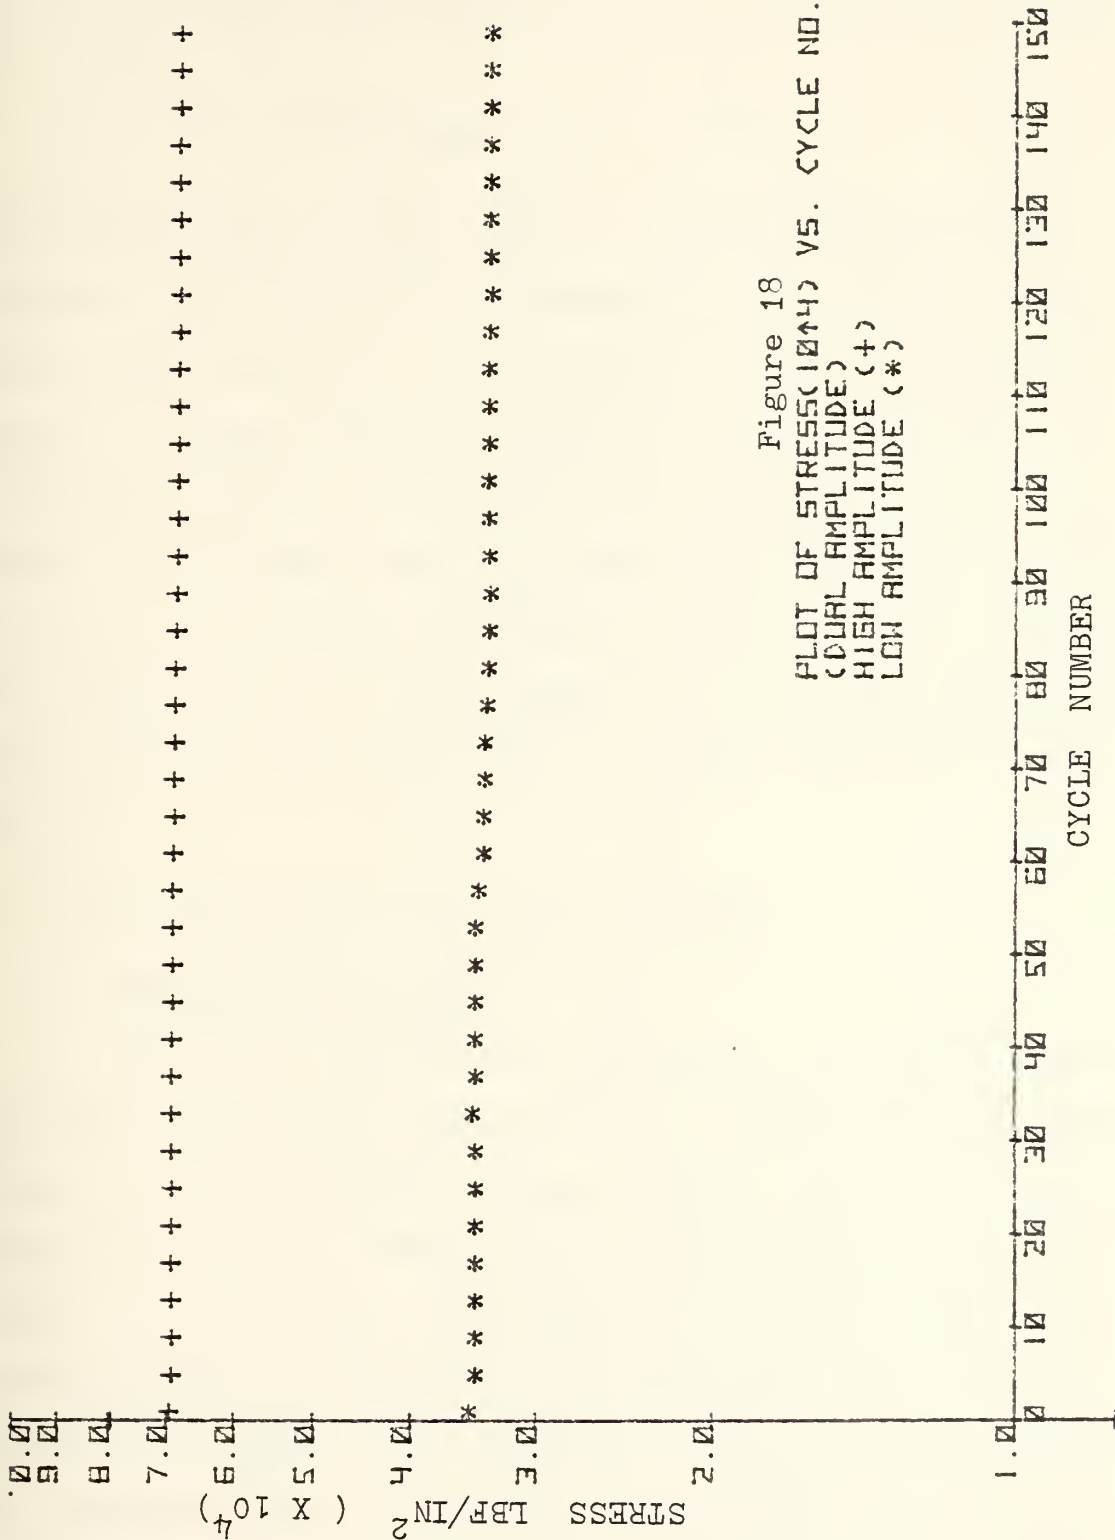 Figure 18
PLOT OF STRESS(10↑4) VS. CYCLE NO.
(DUAL AMPLITUDE)
HIGH AMPLITUDE (+)
LOW AMPLITUDE (*)
STRESS LBF/IN² ( X 10⁴)
.0.0
9.0
8.0
7.0
6.0
5.0
4.0
3.0
2.0
1.0
0 10 20 30 40 50 60 70 80 90 100 110 120 130 140 150
CYCLE NUMBER